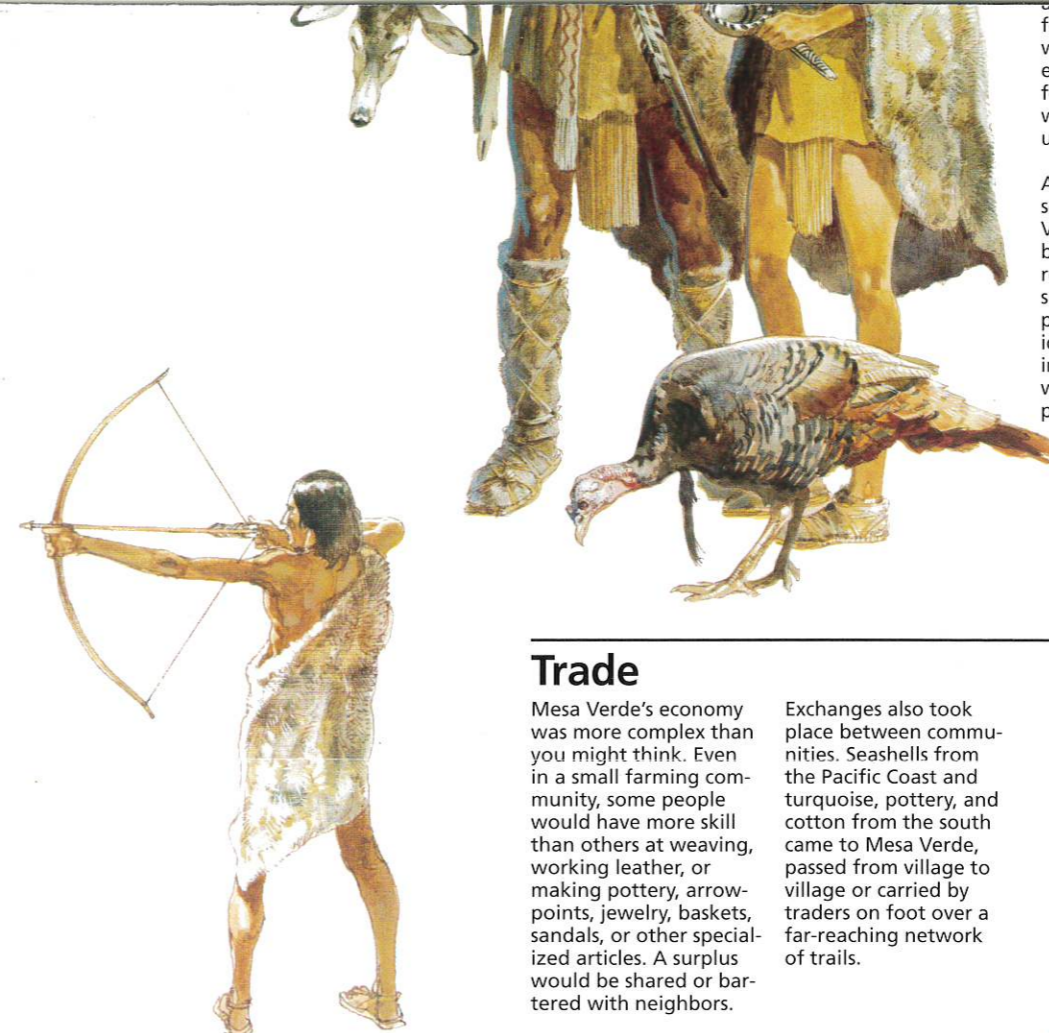 Trade
Mesa Verde's economy
was more complex than
you might think. Even
in a small farming com-
munity, some people
would have more skill
than others at weaving,
working leather, or
making pottery, arrow-
points, jewelry, baskets,
sandals, or other special-
ized articles. A surplus
would be shared or bar-
tered with neighbors.
Exchanges also took
place between commu-
nities. Seashells from
the Pacific Coast and
turquoise, pottery, and
cotton from the south
came to Mesa Verde,
passed from village to
village or carried by
traders on foot over a
far-reaching network
of trails.